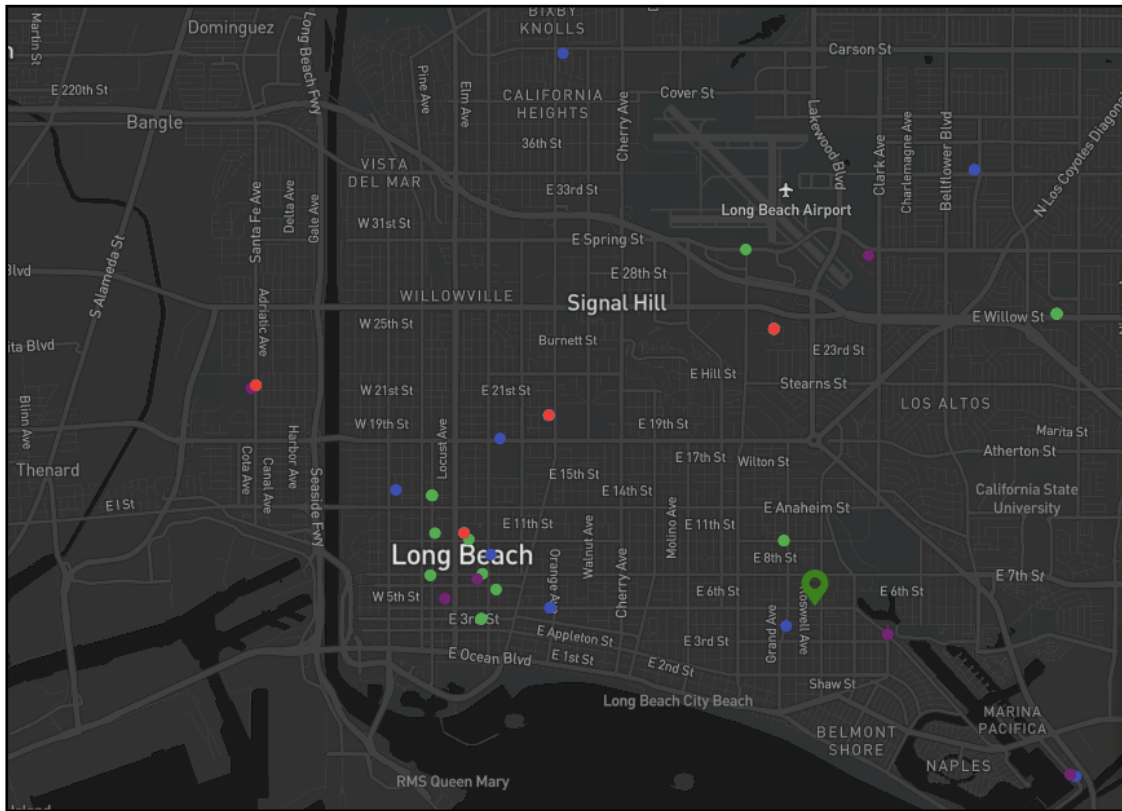 Martin St
Dominguez
Long Beach Fwy
BIXBY
KNOLLS
Carson St
E 220th St
Pine Ave
Elm Ave
CALIFORNIA
HEIGHTS
Cover St
Cherry Ave
Lakewood Blvd
Bangle
36th St
Clark Ave
Charlemagne Ave
Bellflower Blvd
N Los Coyotes Diagonal
VISTA
DEL MAR
E 33rd St
Santa Fe Ave
Delta Ave
Gale Ave
W 31st St
Long Beach Airport
E Spring St
S Alameda St
Blvd
E 28th St
WILLOWVILLE
Signal Hill
Adriatic Ave
W 25th St
E Willow St
ita Blvd
Burnett St
E 23rd St
E Hill St
Stearns St
W 21st St
E 21st St
Blinn Ave
LOS ALTOS
W 19th St
Locust Ave
E 19th St
Marita St
Harbor Ave
Cota Ave
Canal Ave
Seaside Fwy
Thenard
E 17th St
Wilton St
Atherton St
E 15th St
E I St
E 14th St
California State
University
E Anaheim St
E 11th St
Walnut Ave
Molino Ave
E 11th St
Long Beach
Orange Ave
Cherry Ave
E 8th St
E 7th St
W 5th St
E 6th St
Roswell Ave
E 6th St
E 3rd St
E Appleton St
Grand Ave
E 3rd St
E Ocean Blvd
E 1st St
E 2nd St
Shaw St
Long Beach City Beach
MARINA
PACIFICA
BELMONT
SHORE
NAPLES
RMS Queen Mary
Island